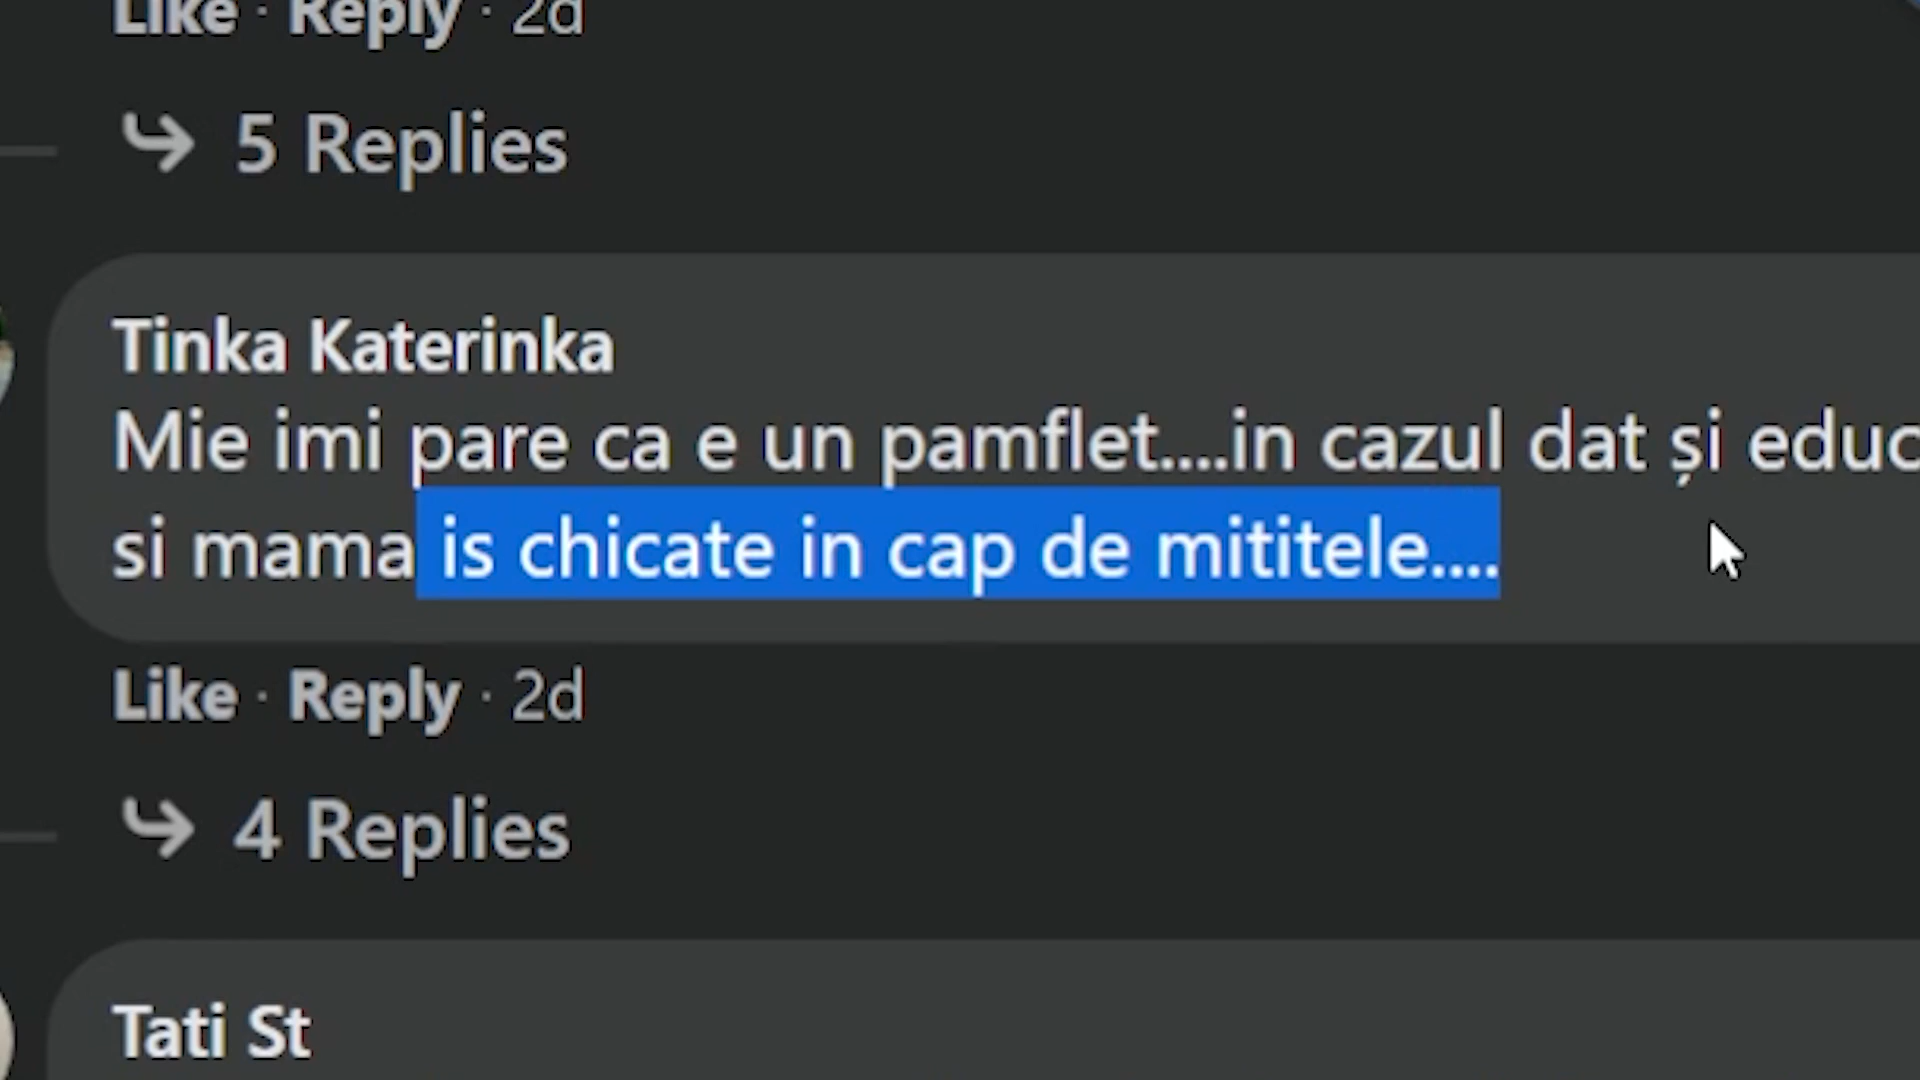 Like · Reply · 2d
5 Replies
Tinka Katerinka
Mie imi pare ca e un pamflet....in cazul dat și educ
si mama is chicate in cap de mititele....
Like · Reply · 2d
4 Replies
Tati St